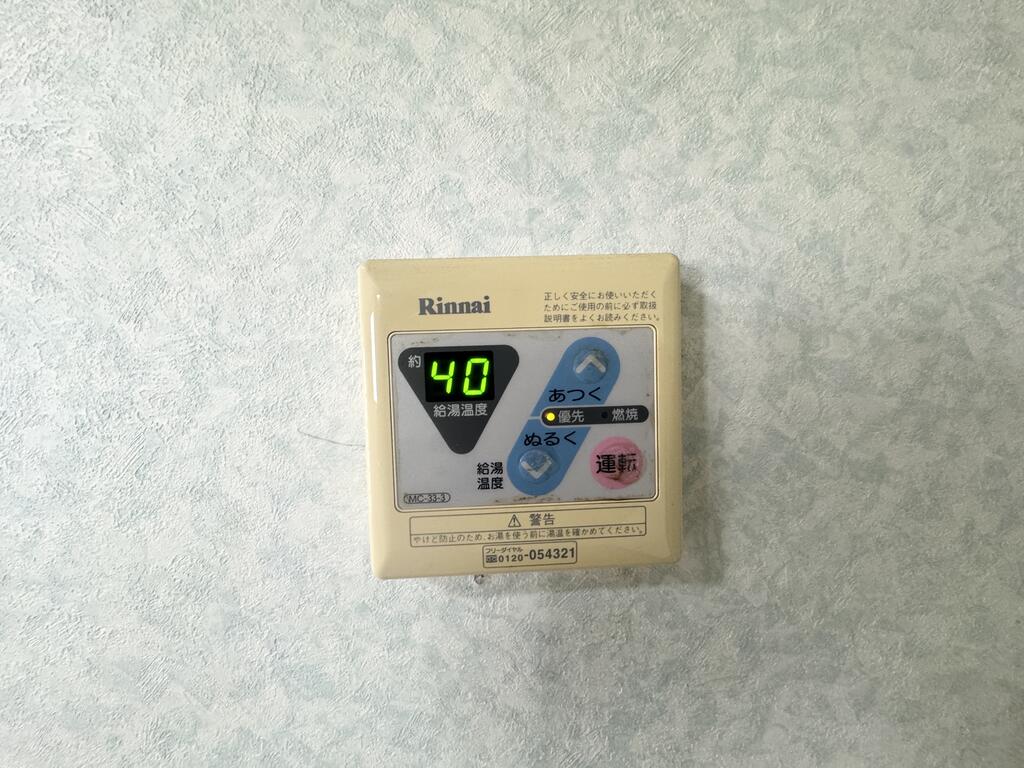 Rinnai
正しく安全にお使いいただく
ためにご使用の前に必ず取扱
説明書をよくお読みください。
約
40
給湯温度
あつく
優先 燃焼
ぬるく
給湯
温度
運転
MC-33-3
⚠ 警告
やけど防止のため、お湯を使う前に湯温を確かめてください。
フリーダイヤル
0120-054321